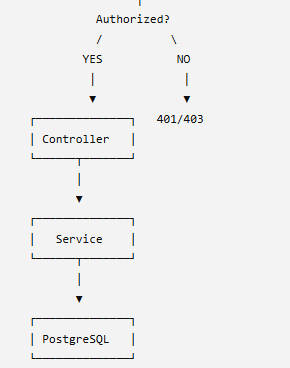 Authorized?
YES NO
401/403
Controller
Service
PostgreSQL